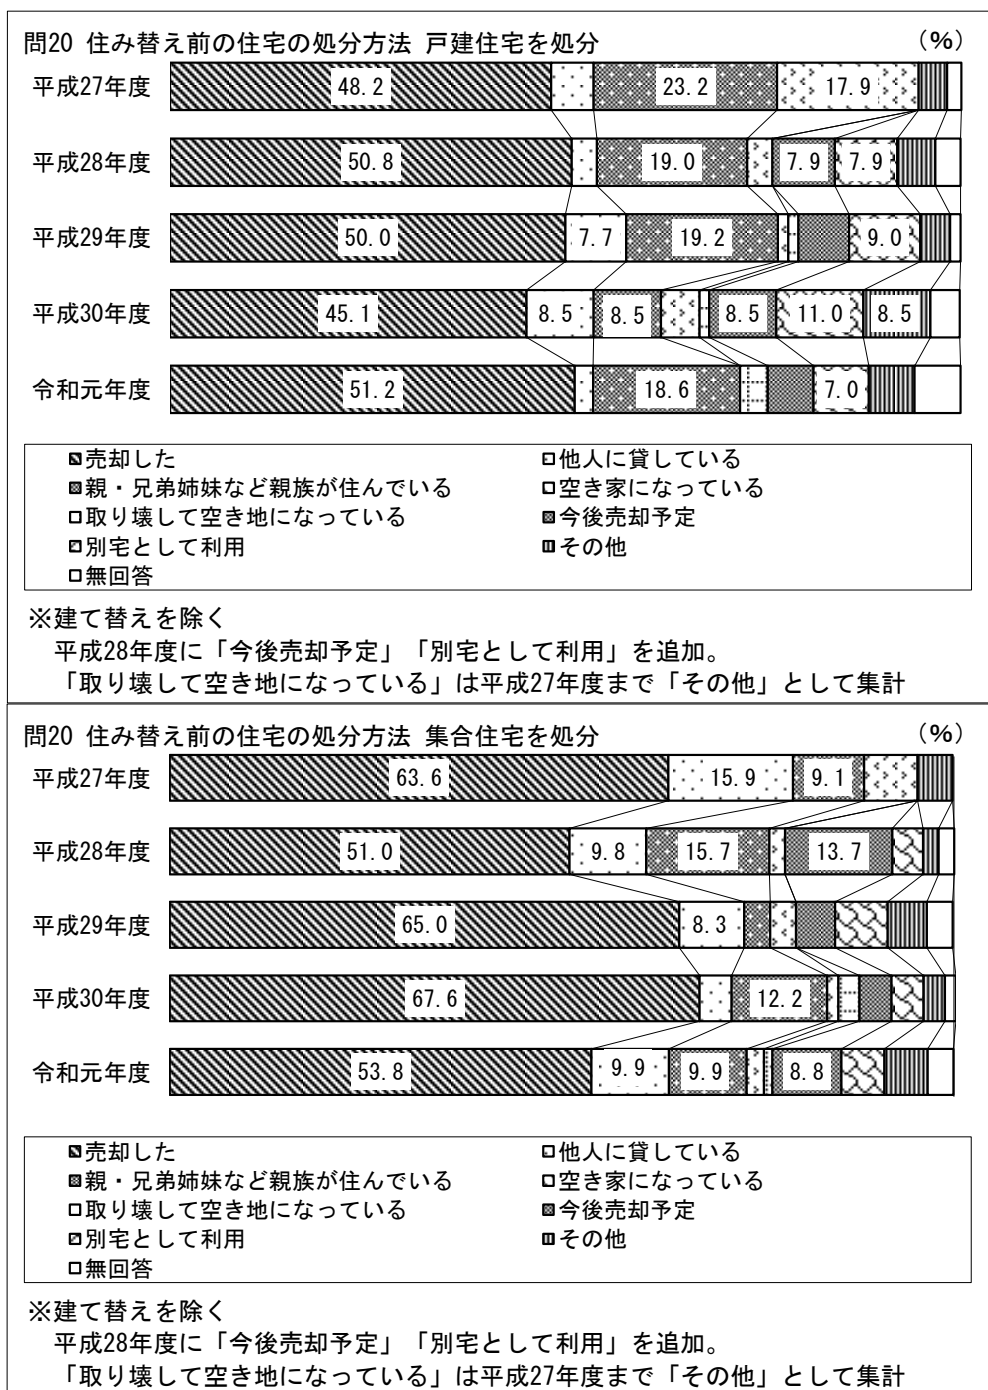 問20 住み替え前の住宅の処分方法 戸建住宅を処分 (%)
平成27年度 48.2 23.2 17.9
平成28年度 50.8 19.0 7.9 7.9
平成29年度 50.0 7.7 19.2 9.0
平成30年度 45.1 8.5 8.5 8.5 11.0 8.5
令和元年度 51.2 18.6 7.0
売却した 他人に貸している
親・兄弟姉妹など親族が住んでいる 空き家になっている
取り壊して空き地になっている 今後売却予定
別宅として利用 その他
無回答
※建て替えを除く
平成28年度に「今後売却予定」「別宅として利用」を追加。
「取り壊して空き地になっている」は平成27年度まで「その他」として集計
問20 住み替え前の住宅の処分方法 集合住宅を処分 (%)
平成27年度 63.6 15.9 9.1
平成28年度 51.0 9.8 15.7 13.7
平成29年度 65.0 8.3
平成30年度 67.6 12.2
令和元年度 53.8 9.9 9.9 8.8
売却した 他人に貸している
親・兄弟姉妹など親族が住んでいる 空き家になっている
取り壊して空き地になっている 今後売却予定
別宅として利用 その他
無回答
※建て替えを除く
平成28年度に「今後売却予定」「別宅として利用」を追加。
「取り壊して空き地になっている」は平成27年度まで「その他」として集計